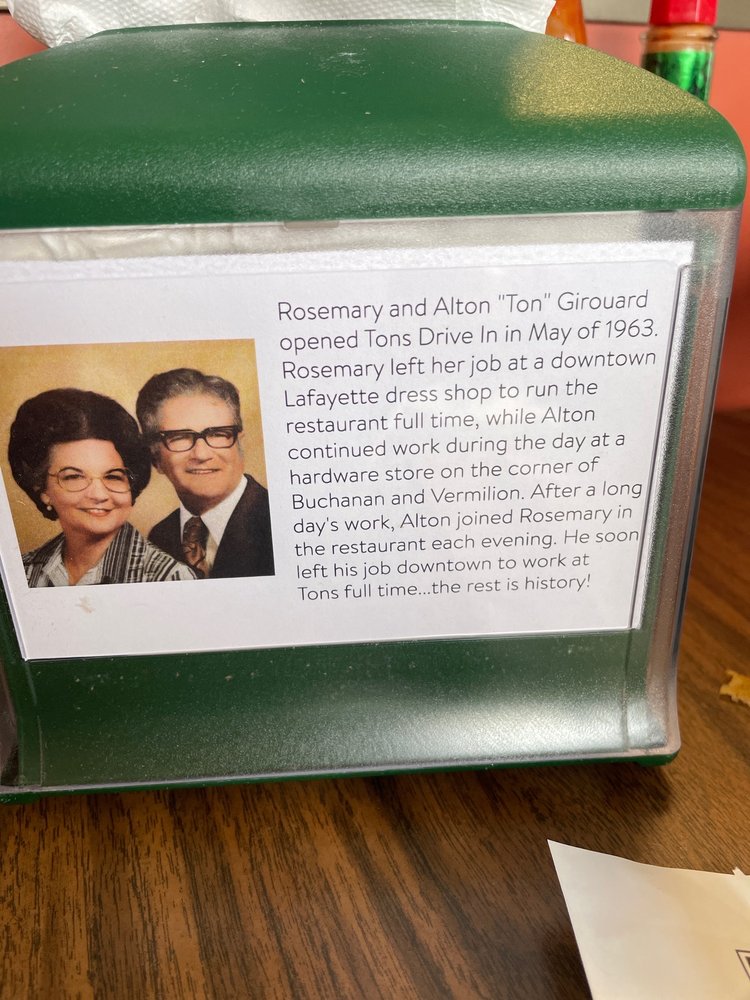 Rosemary and Alton "Ton" Girouard
opened Tons Drive In in May of 1963.
Rosemary left her job at a downtown
Lafayette dress shop to run the
restaurant full time, while Alton
continued work during the day at a
hardware store on the corner of
Buchanan and Vermilion. After a long
day's work, Alton joined Rosemary in
the restaurant each evening. He soon
left his job downtown to work at
Tons full time...the rest is history!